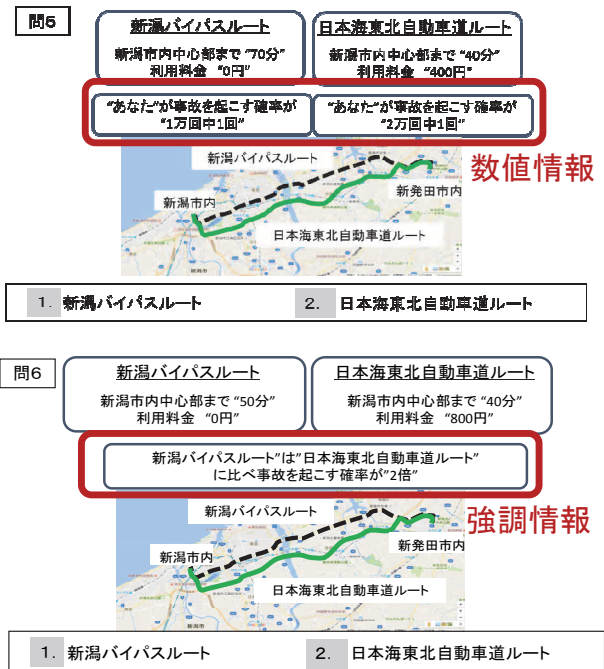 問5
新潟バイパスルート
新潟市内中心部まで “70分”
利用料金 “0円”
日本海東北自動車道ルート
新潟市内中心部まで “40分”
利用料金 “400円”
“あなた”が事故を起こす確率が
“1万回中1回”
“あなた”が事故を起こす確率が
“2万回中1回”
数値情報
新潟バイパスルート
新発田市内
新潟市内
日本海東北自動車道ルート
新潟市
1. 新潟バイパスルート
2. 日本海東北自動車道ルート
問6
新潟バイパスルート
新潟市内中心部まで “50分”
利用料金 “0円”
日本海東北自動車道ルート
新潟市内中心部まで “40分”
利用料金 “800円”
新潟バイパスルート”は”日本海東北自動車道ルート”
に比べ事故を起こす確率が”2倍”
強調情報
新潟バイパスルート
新発田市内
新潟市内
日本海東北自動車道ルート
新潟市
1. 新潟バイパスルート
2. 日本海東北自動車道ルート